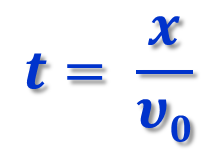 t = x / v₀